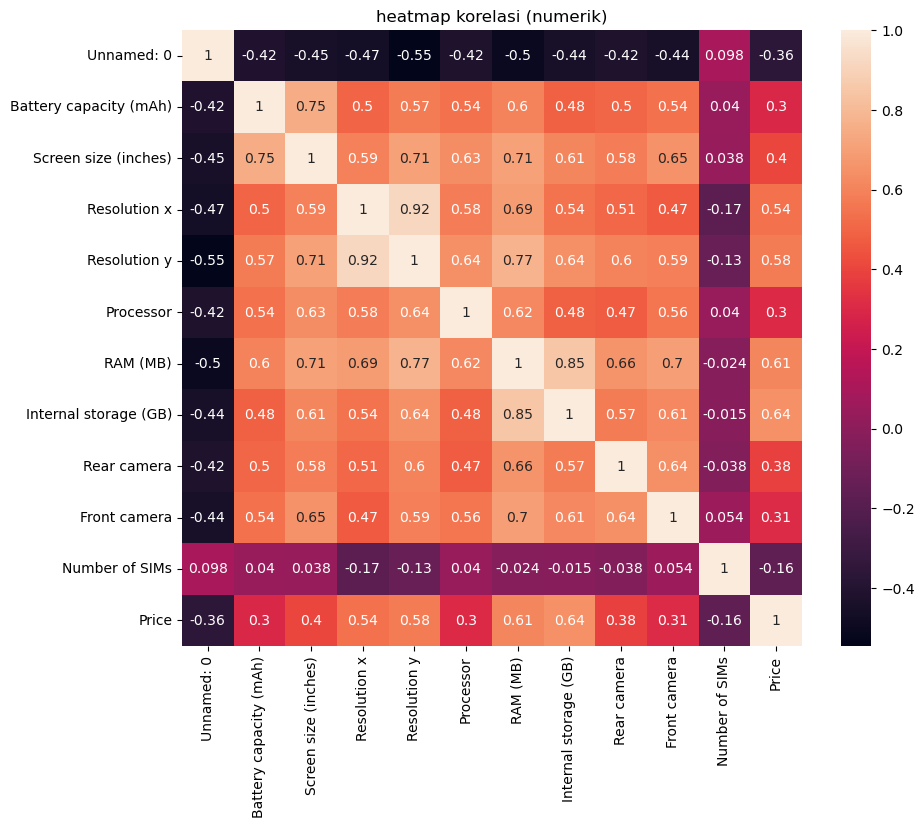 heatmap korelasi (numerik)
Unnamed: 0 1 -0.42 -0.45 -0.47 -0.55 -0.42 -0.5 -0.44 -0.42 -0.44 0.098 -0.36
Battery capacity (mAh) -0.42 1 0.75 0.5 0.57 0.54 0.6 0.48 0.5 0.54 0.04 0.3
Screen size (inches) -0.45 0.75 1 0.59 0.71 0.63 0.71 0.61 0.58 0.65 0.038 0.4
Resolution x -0.47 0.5 0.59 1 0.92 0.58 0.69 0.54 0.51 0.47 -0.17 0.54
Resolution y -0.55 0.57 0.71 0.92 1 0.64 0.77 0.64 0.6 0.59 -0.13 0.58
Processor -0.42 0.54 0.63 0.58 0.64 1 0.62 0.48 0.47 0.56 0.04 0.3
RAM (MB) -0.5 0.6 0.71 0.69 0.77 0.62 1 0.85 0.66 0.7 -0.024 0.61
Internal storage (GB) -0.44 0.48 0.61 0.54 0.64 0.48 0.85 1 0.57 0.61 -0.015 0.64
Rear camera -0.42 0.5 0.58 0.51 0.6 0.47 0.66 0.57 1 0.64 -0.038 0.38
Front camera -0.44 0.54 0.65 0.47 0.59 0.56 0.7 0.61 0.64 1 0.054 0.31
Number of SIMs 0.098 0.04 0.038 -0.17 -0.13 0.04 -0.024 -0.015 -0.038 0.054 1 -0.16
Price -0.36 0.3 0.4 0.54 0.58 0.3 0.61 0.64 0.38 0.31 -0.16 1
Unnamed: 0
Battery capacity (mAh)
Screen size (inches)
Resolution x
Resolution y
Processor
RAM (MB)
Internal storage (GB)
Rear camera
Front camera
Number of SIMs
Price
1.0
0.8
0.6
0.4
0.2
0.0
−0.2
−0.4